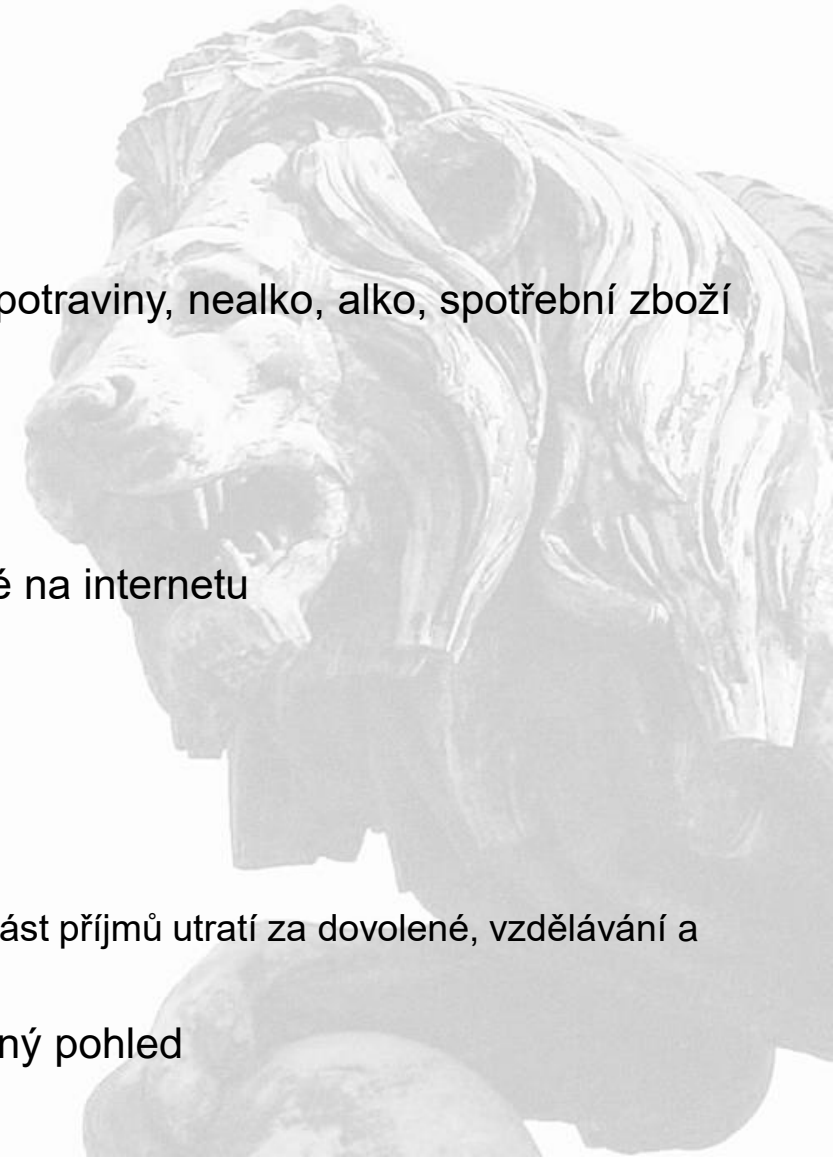 potraviny, nealko, alko, spotřební zboží
é na internetu
ást příjmů utratí za dovolené, vzdělávání a
ný pohled